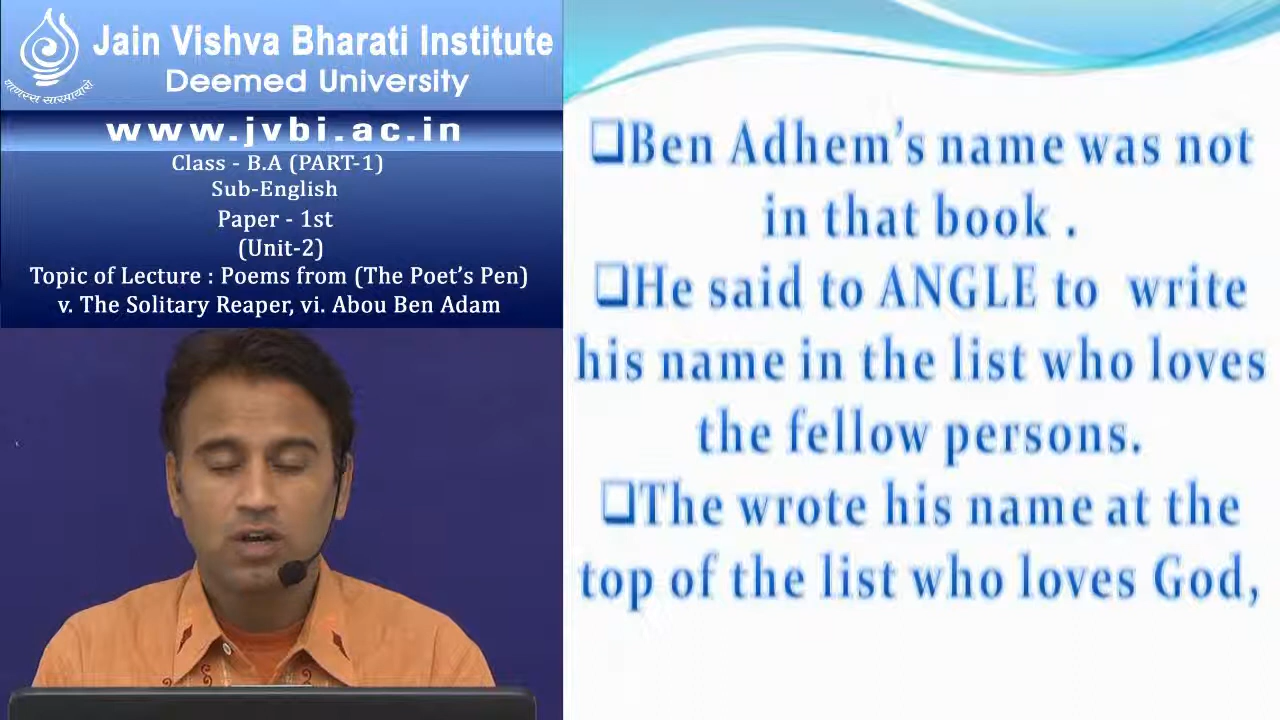 Jain Vishva Bharati Institute
Deemed University
www.jvbi.ac.in
Class - B.A (PART-1)
Sub-English
Paper - 1st
(Unit-2)
Topic of Lecture : Poems from (The Poet's Pen)
v. The Solitary Reaper, vi. Abou Ben Adam
❑Ben Adhem's name was not
in that book .
❑He said to ANGLE to write
his name in the list who loves
the fellow persons.
❑The wrote his name at the
top of the list who loves God,